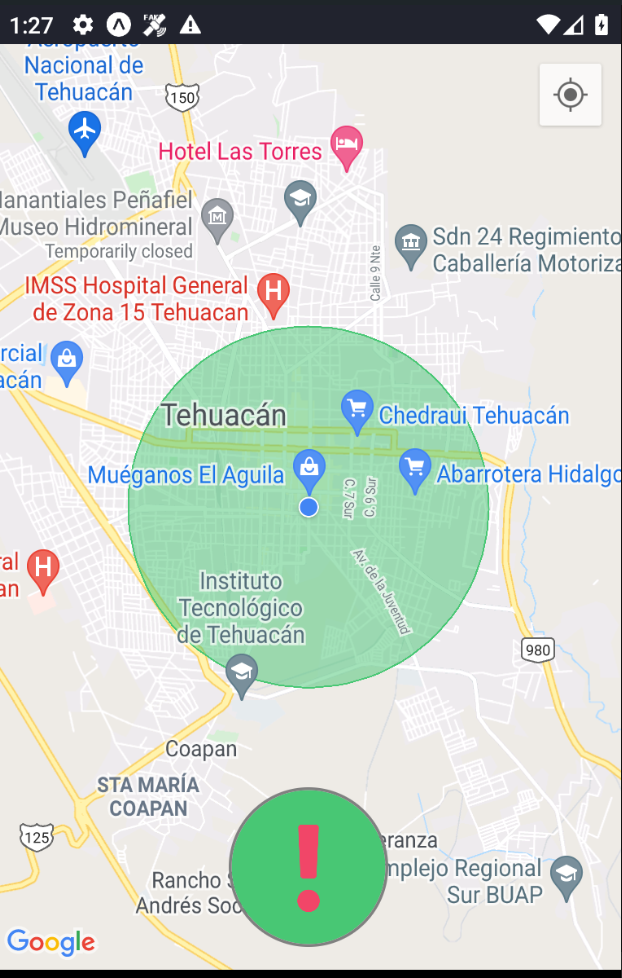 1:27
FAKE
Aeropuerto
Nacional de
Tehuacán
150
Hotel Las Torres
Manantiales Peñafiel
Museo Hidromineral
Temporarily closed
Sdn 24 Regimiento
Caballería Motoriza
Calle 9 Nte
IMSS Hospital General
de Zona 15 Tehuacan
H
rcial
acán
Tehuacán
Chedraui Tehuacán
Muéganos El Aguila
Abarrotera Hidalgo
C. 7 Sur
C. 9 Sur
ral
an
H
Av. de la Juventud
Instituto
Tecnológico
de Tehuacán
980
Coapan
STA MARÍA
COAPAN
125
eranza
Rancho S
Andrés Soc
mplejo Regional
Sur BUAP
!
Google